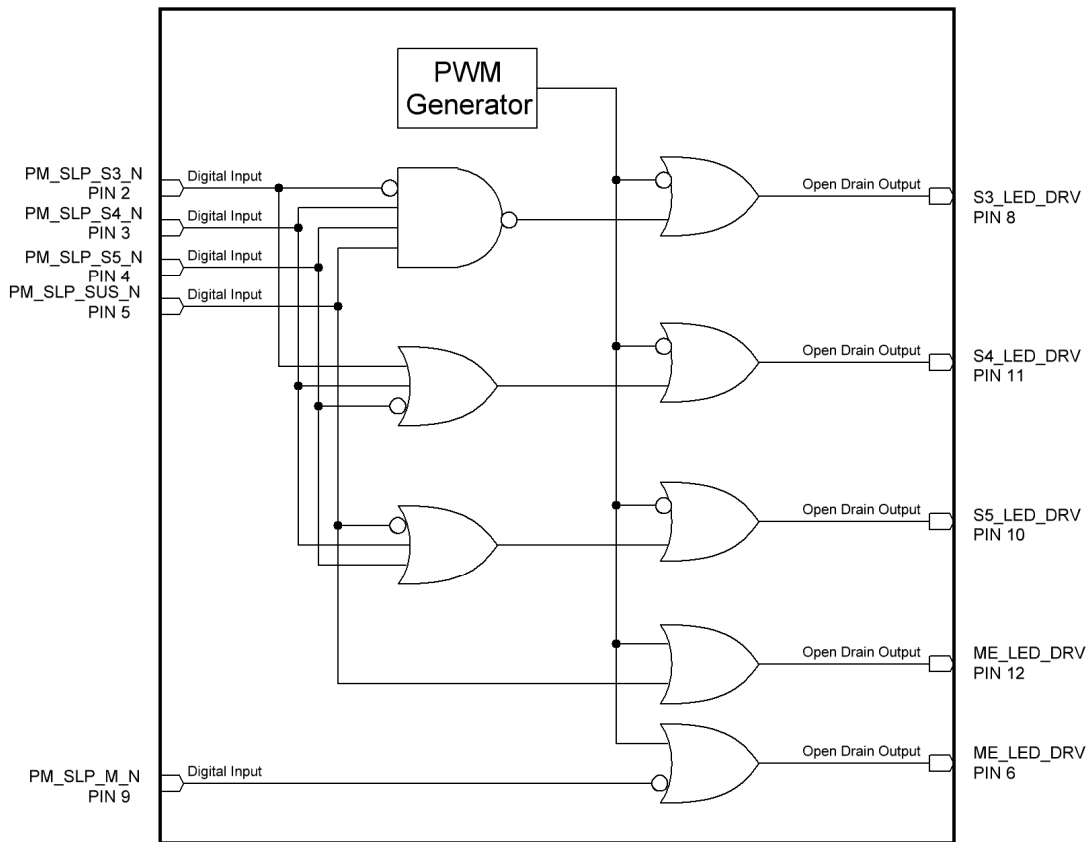 PWM
Generator
PM_SLP_S3_N
PIN 2
Digital Input
PM_SLP_S4_N
PIN 3
Digital Input
PM_SLP_S5_N
PIN 4
Digital Input
PM_SLP_SUS_N
PIN 5
Digital Input
PM_SLP_M_N
PIN 9
Digital Input
Open Drain Output
S3_LED_DRV
PIN 8
Open Drain Output
S4_LED_DRV
PIN 11
Open Drain Output
S5_LED_DRV
PIN 10
Open Drain Output
ME_LED_DRV
PIN 12
Open Drain Output
ME_LED_DRV
PIN 6